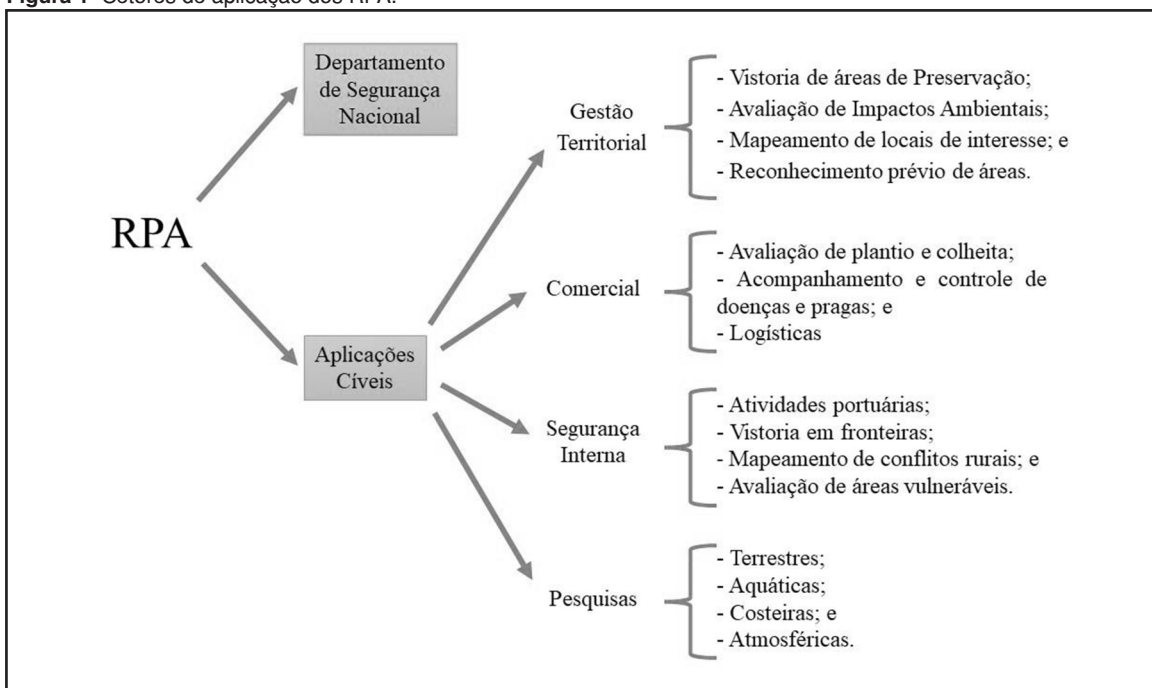 Figura 1- Setores de aplicação dos RPA.
RPA
Departamento
de Segurança
Nacional
Aplicações
Cíveis
Gestão
Territorial
- Vistoria de áreas de Preservação;
- Avaliação de Impactos Ambientais;
- Mapeamento de locais de interesse; e
- Reconhecimento prévio de áreas.
Comercial
- Avaliação de plantio e colheita;
- Acompanhamento e controle de
doenças e pragas; e
- Logísticas
Segurança
Interna
- Atividades portuárias;
- Vistoria em fronteiras;
- Mapeamento de conflitos rurais; e
- Avaliação de áreas vulneráveis.
Pesquisas
- Terrestres;
- Aquáticas;
- Costeiras; e
- Atmosféricas.